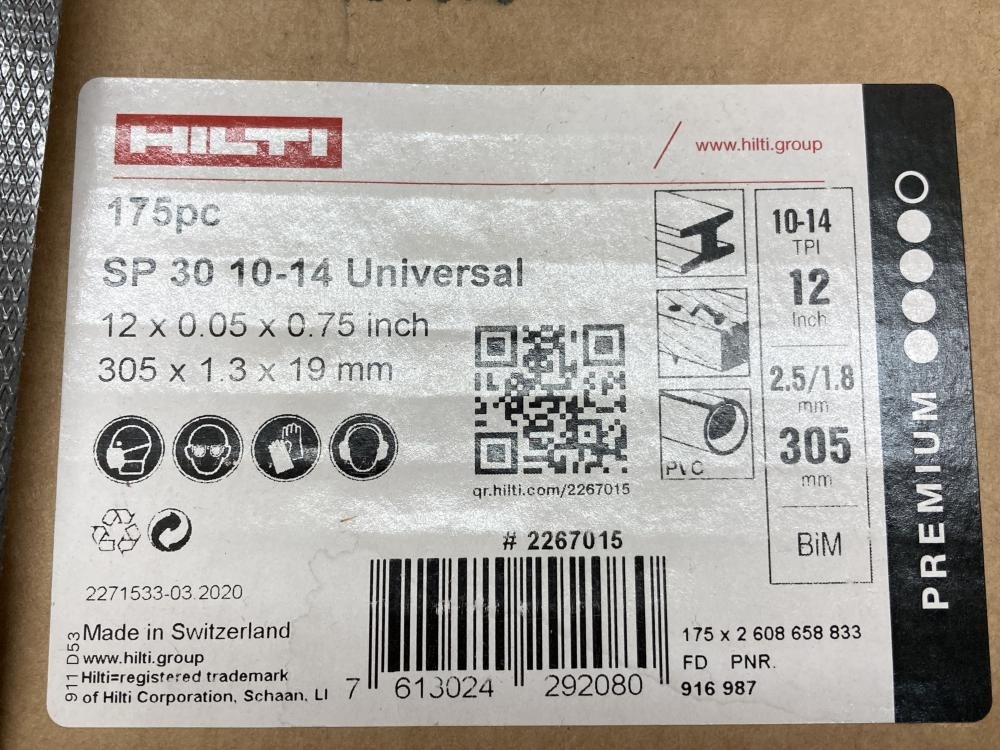 HILTI
www.hilti.group
175pc
SP 30 10-14 Universal
12 x 0.05 x 0.75 inch
305 x 1.3 x 19 mm
qr.hilti.com/2267015
PVC
10-14
TPI
12
Inch
2.5/1.8
mm
305
mm
BiM
PREMIUM
# 2267015
2271533-03.2020
Made in Switzerland
www.hilti.group
Hilti=registered trademark
of Hilti Corporation, Schaan, LI
911 D53
7 613024 292080
175 x 2 608 658 833
FD PNR.
916 987